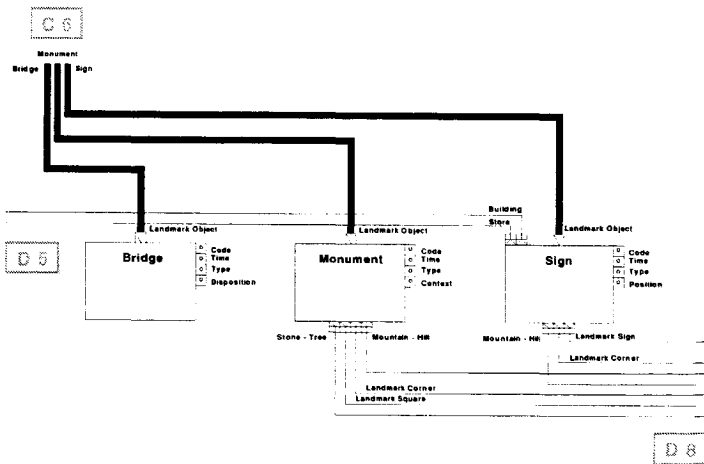 C 6
Monument
Bridge Sign
Building
Store
Landmark Object
Landmark Object
Landmark Object
D 5
Bridge
Code
Time
Type
Disposition
Monument
Code
Time
Type
Context
Sign
Code
Time
Type
Position
Stone - Tree
Mountain - Hill
Mountain - Hill
Landmark Sign
Landmark Corner
Landmark Corner
Landmark Square
D 8